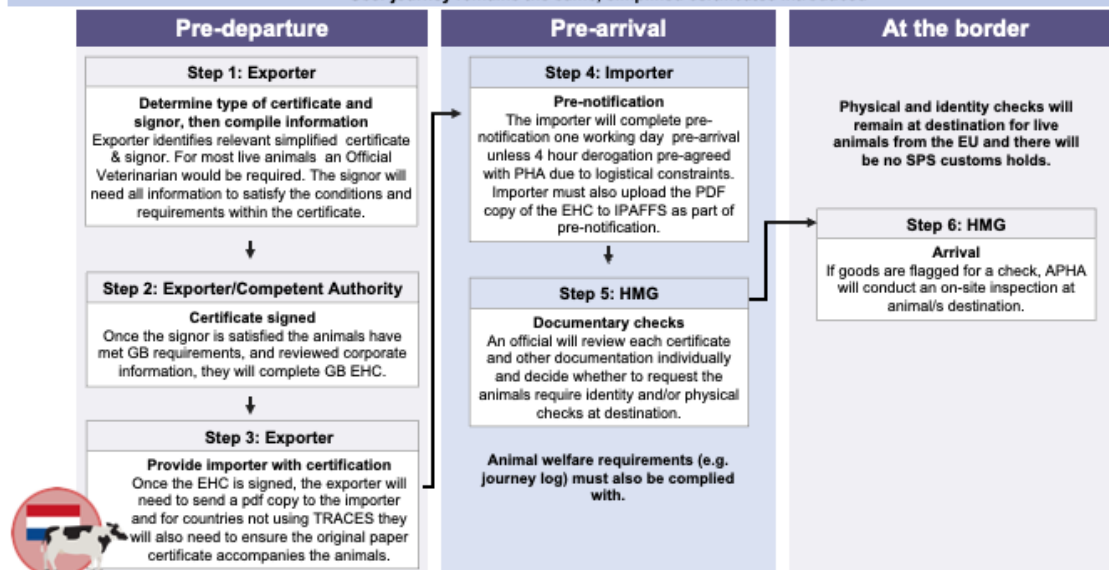 Pre-departure
Step 1: Exporter
Determine type of certificate and
signor, then compile information
Exporter identifies relevant simplified certificate
& signor. For most live animals an Official
Veterinarian would be required. The signor will
need all information to satisfy the conditions and
requirements within the certificate.
Step 2: Exporter/Competent Authority
Certificate signed
Once the signor is satisfied the animals have
met GB requirements, and reviewed corporate
information, they will complete GB EHC.
Step 3: Exporter
Provide importer with certification
Once the EHC is signed, the exporter will
need to send a pdf copy to the importer
and for countries not using TRACES they
will also need to ensure the original paper
certificate accompanies the animals.
Pre-arrival
Step 4: Importer
Pre-notification
The importer will complete pre-
notification one working day pre-arrival
unless 4 hour derogation pre-agreed
with PHA due to logistical constraints.
Importer must also upload the PDF
copy of the EHC to IPAFFS as part of
pre-notification.
Step 5: HMG
Documentary checks
An official will review each certificate
and other documentation individually
and decide whether to request the
animals require identity and/or physical
checks at destination.
Animal welfare requirements (e.g.
journey log) must also be complied
with.
At the border
Physical and identity checks will
remain at destination for live
animals from the EU and there will
be no SPS customs holds.
Step 6: HMG
Arrival
If goods are flagged for a check, APHA
will conduct an on-site inspection at
animal/s destination.